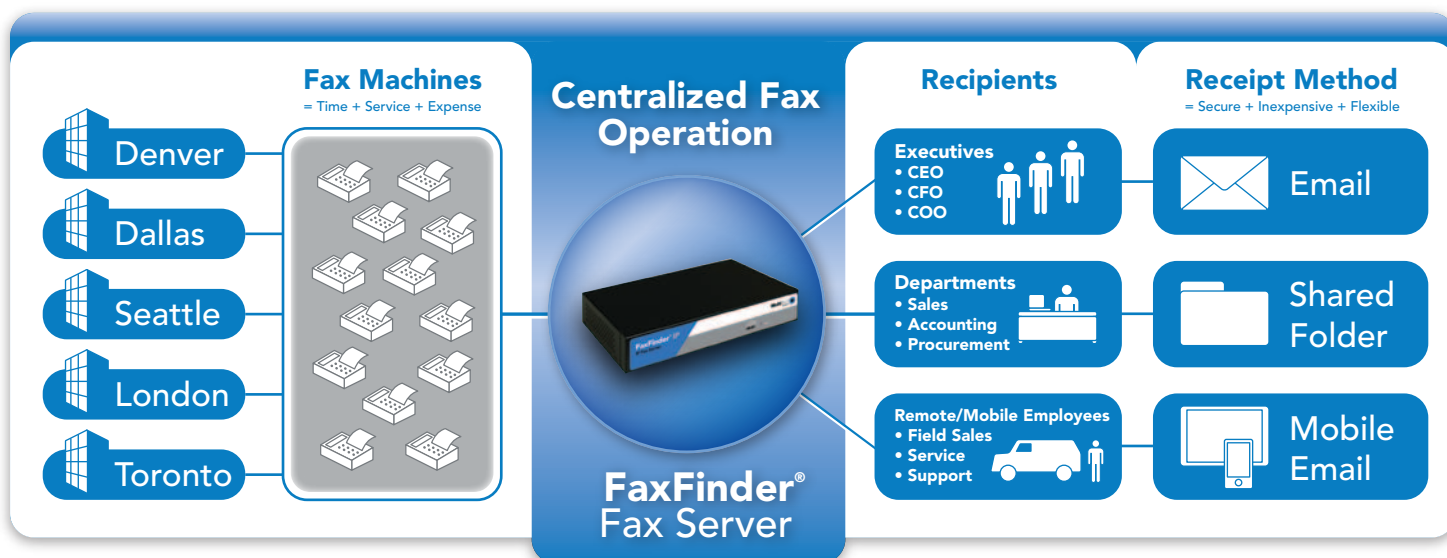 Fax Machines
= Time + Service + Expense
Denver
Dallas
Seattle
London
Toronto
Centralized Fax
Operation
FaxFinder
FaxFinder®
Fax Server
Recipients
Executives
• CEO
• CFO
• COO
Departments
• Sales
• Accounting
• Procurement
Remote/Mobile Employees
• Field Sales
• Service
• Support
Receipt Method
= Secure + Inexpensive + Flexible
Email
Shared
Folder
Mobile
Email